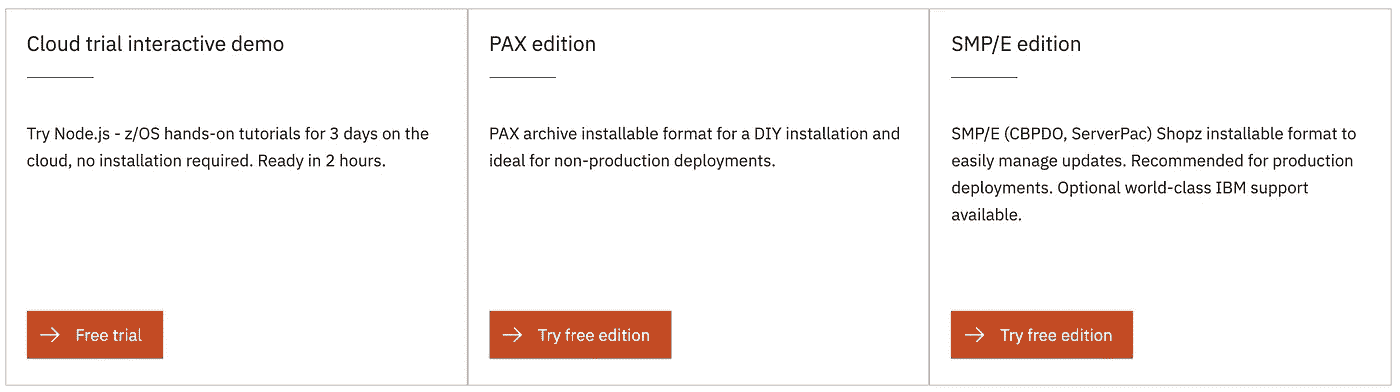 Cloud trial interactive demo
Try Node.js - z/OS hands-on tutorials for 3 days on the
cloud, no installation required. Ready in 2 hours.
Free trial
PAX edition
PAX archive installable format for a DIY installation and
ideal for non-production deployments.
Try free edition
SMP/E edition
SMP/E (CBPDO, ServerPac) Shopz installable format to
easily manage updates. Recommended for production
deployments. Optional world-class IBM support
available.
Try free edition